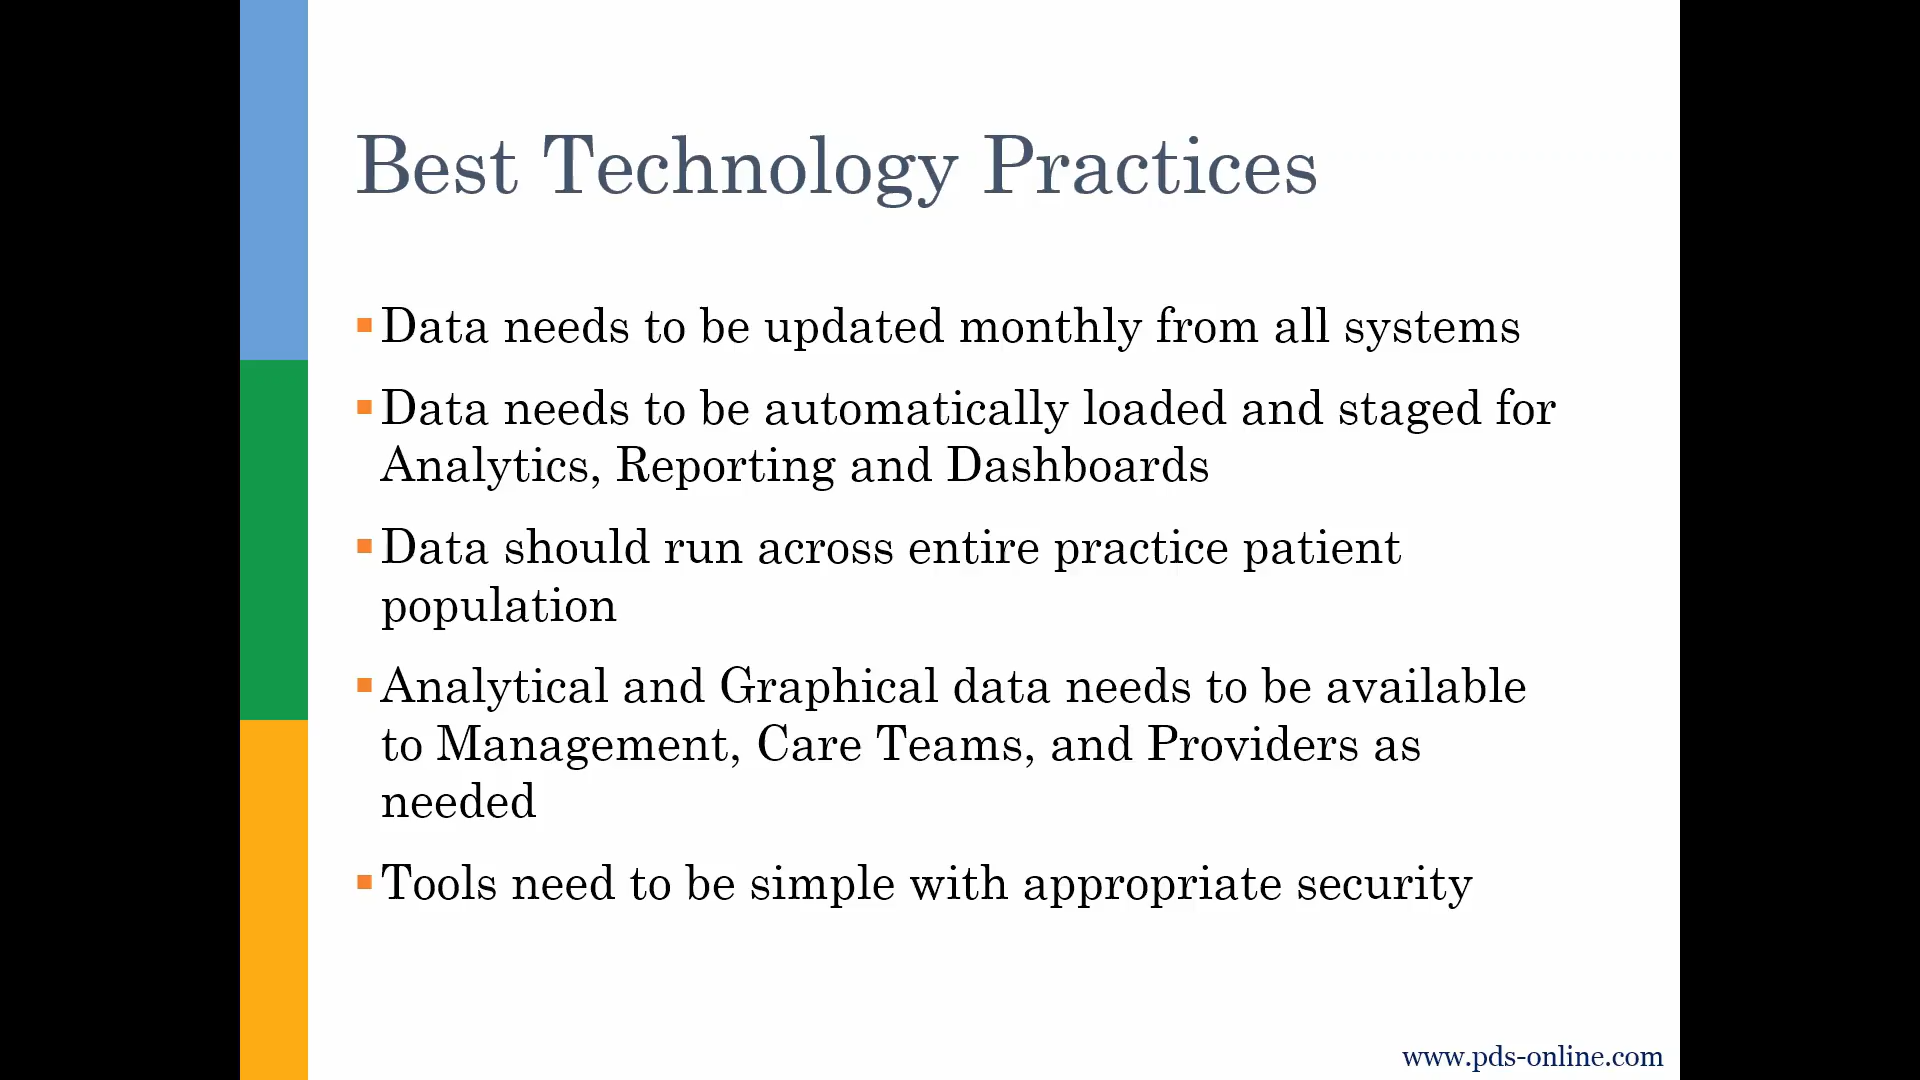 Best Technology Practices
Data needs to be updated monthly from all systems
Data needs to be automatically loaded and staged for
Analytics, Reporting and Dashboards
Data should run across entire practice patient
population
Analytical and Graphical data needs to be available
to Management, Care Teams, and Providers as
needed
Tools need to be simple with appropriate security
www.pds-online.com